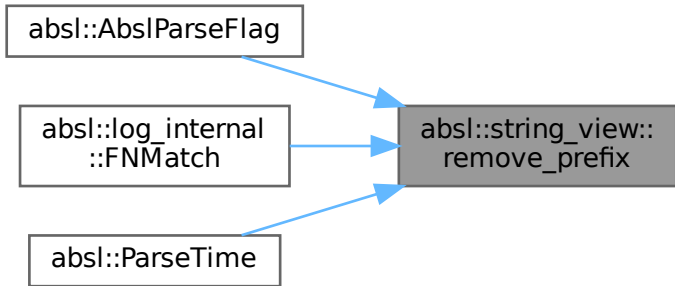 absl::AbslParseFlag
absl::log_internal
::FNMatch
absl::ParseTime
absl::string_view::
remove_prefix